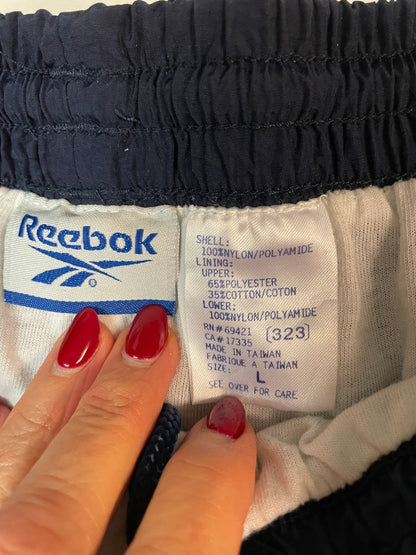 Reebok
®
SHELL:
100%NYLON/POLYAMIDE
LINING:
UPPER:
65%POLYESTER
35%COTTON/COTON
LOWER:
100%NYLON/POLYAMIDE
RN# 69421 [323]
CA# 17335
MADE IN TAIWAN
FABRIQUE A TAIWAN
SIZE: L
SEE OVER FOR CARE